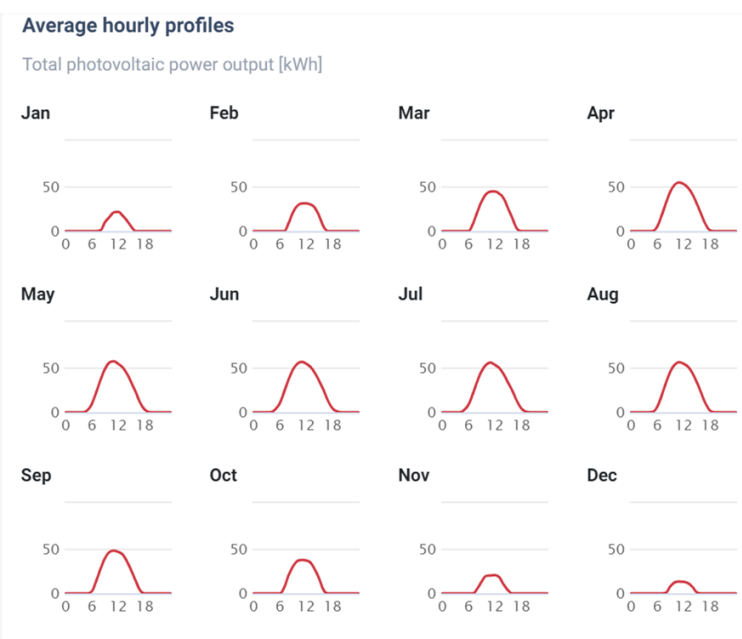 Average hourly profiles
Total photovoltaic power output [kWh]
Jan Feb Mar Apr
50 50 50 50
0 0 0 0
0 6 12 18 0 6 12 18 0 6 12 18 0 6 12 18
May Jun Jul Aug
50 50 50 50
0 0 0 0
0 6 12 18 0 6 12 18 0 6 12 18 0 6 12 18
Sep Oct Nov Dec
50 50 50 50
0 0 0 0
0 6 12 18 0 6 12 18 0 6 12 18 0 6 12 18